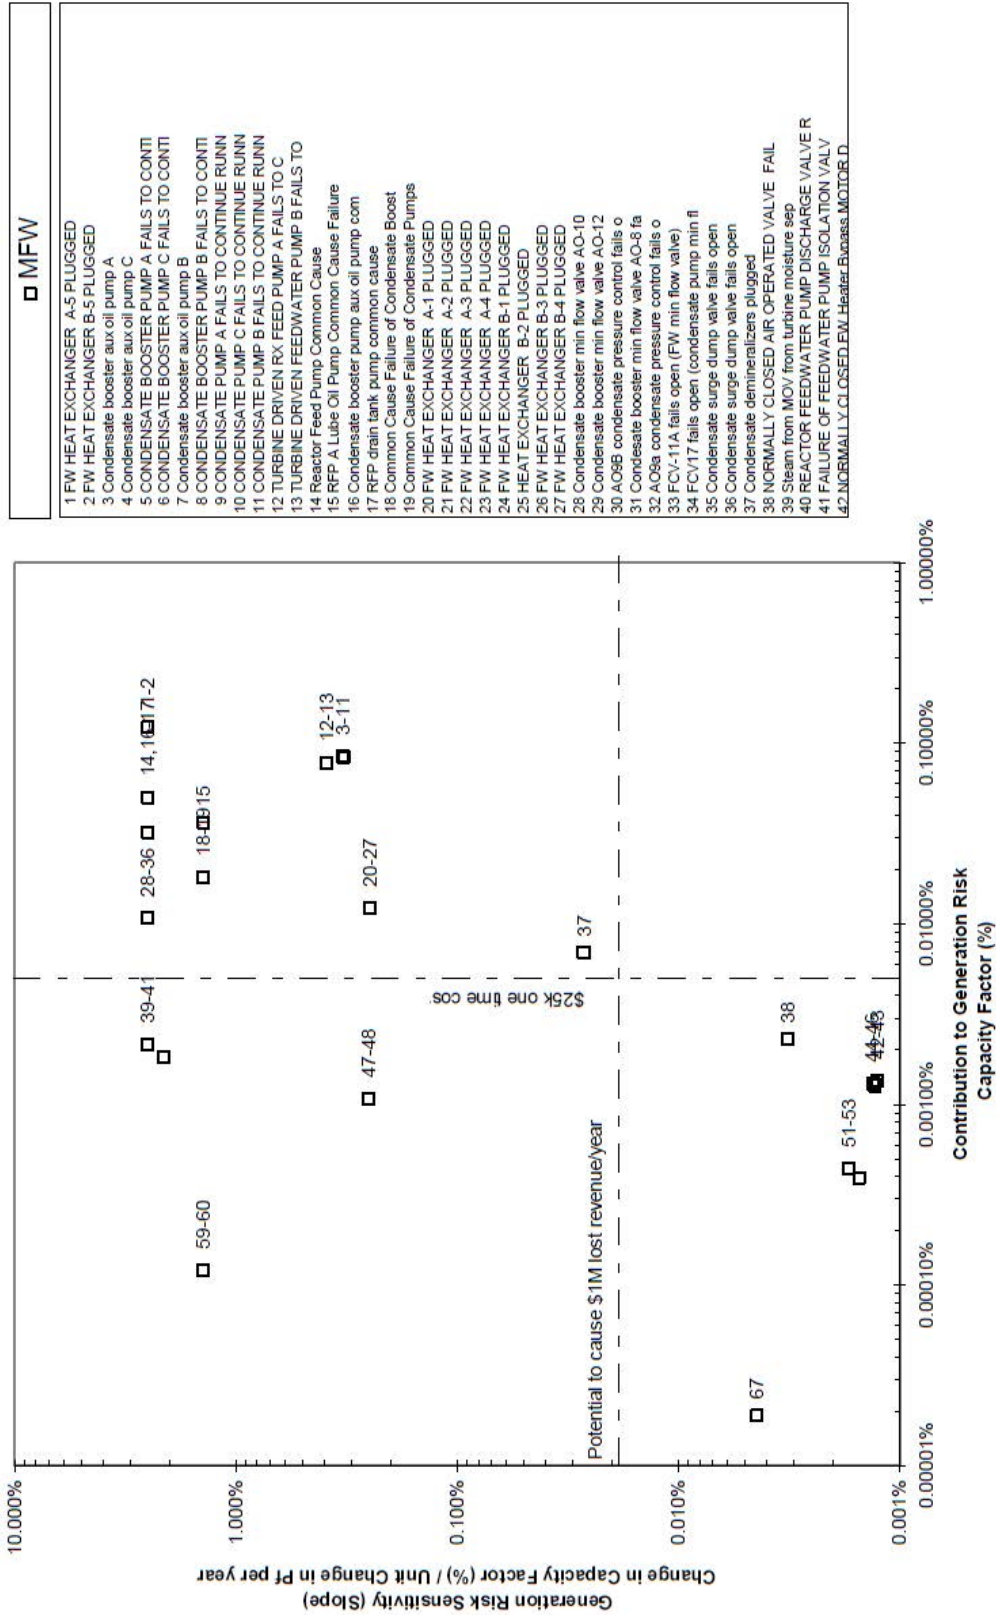 MFW
1 FW HEAT EXCHANGER A-5 PLUGGED
2 FW HEAT EXCHANGER B-5 PLUGGED
3 Condensate booster aux oil pump A
4 Condensate booster aux oil pump C
5 CONDENSATE BOOSTER PUMP A FAILS TO CONTI
6 CONDENSATE BOOSTER PUMP C FAILS TO CONTI
7 Condensate booster aux oil pump B
8 CONDENSATE BOOSTER PUMP B FAILS TO CONTI
9 CONDENSATE PUMP A FAILS TO CONTINUE RUNN
10 CONDENSATE PUMP C FAILS TO CONTINUE RUNN
11 CONDENSATE PUMP B FAILS TO CONTINUE RUNN
12 TURBINE DRIVEN RX FEED PUMP A FAILS TO C
13 TURBINE DRIVEN FEEDWATER PUMP B FAILS TO
14 Reactor Feed Pump Common Cause
15 RFP A Lube Oil Pump Common Cause Failure
16 Condensate booster pump aux oil pump com
17 RFP drain tank pump common cause
18 Common Cause Failure of Condensate Boost
19 Common Cause Failure of Condensate Pumps
20 FW HEAT EXCHANGER A-1 PLUGGED
21 FW HEAT EXCHANGER A-2 PLUGGED
22 FW HEAT EXCHANGER A-3 PLUGGED
23 FW HEAT EXCHANGER A-4 PLUGGED
24 FW HEAT EXCHANGER B-1 PLUGGED
25 HEAT EXCHANGER B-2 PLUGGED
26 FW HEAT EXCHANGER B-3 PLUGGED
27 FW HEAT EXCHANGER B-4 PLUGGED
28 Condensate booster min flow valve AO-10
29 Condensate booster min flow valve AO-12
30 AO9B condensate pressure control fails o
31 Condesate booster min flow valve AO-8 fa
32 AO9a condensate pressure control fails o
33 FCV-11A fails open (FW min flow valve)
34 FCV17 fails open (condensate pump min fl
35 Condensate surge dump valve fails open
36 Condensate surge dump valve fails open
37 Condensate demineralizers plugged
38 NORMALLY CLOSED AIR OPERATED VALVE FAIL
39 Steam from MOV from turbine moisture sep
40 REACTOR FEEDWATER PUMP DISCHARGE VALVE R
41 FAILURE OF FEEDWATER PUMP ISOLATION VALV
42 NORMALLY CLOSED FW Heater Bypass MOTOR D
Generation Risk Sensitivity (Slope)
Change in Capacity Factor (%) / Unit Change in Pf per year
10.000%
1.000%
0.100%
0.010%
0.001%
39-41
28-36
14,16-17
1-2
59-60
18-19
15
12-13
3-11
47-48
20-27
37
$25k one time cos
Potential to cause $1M lost revenue/year
67
38
51-53
44-46
42-43
0.00001%
0.00010%
0.00100%
0.01000%
0.10000%
1.00000%
Contribution to Generation Risk
Capacity Factor (%)